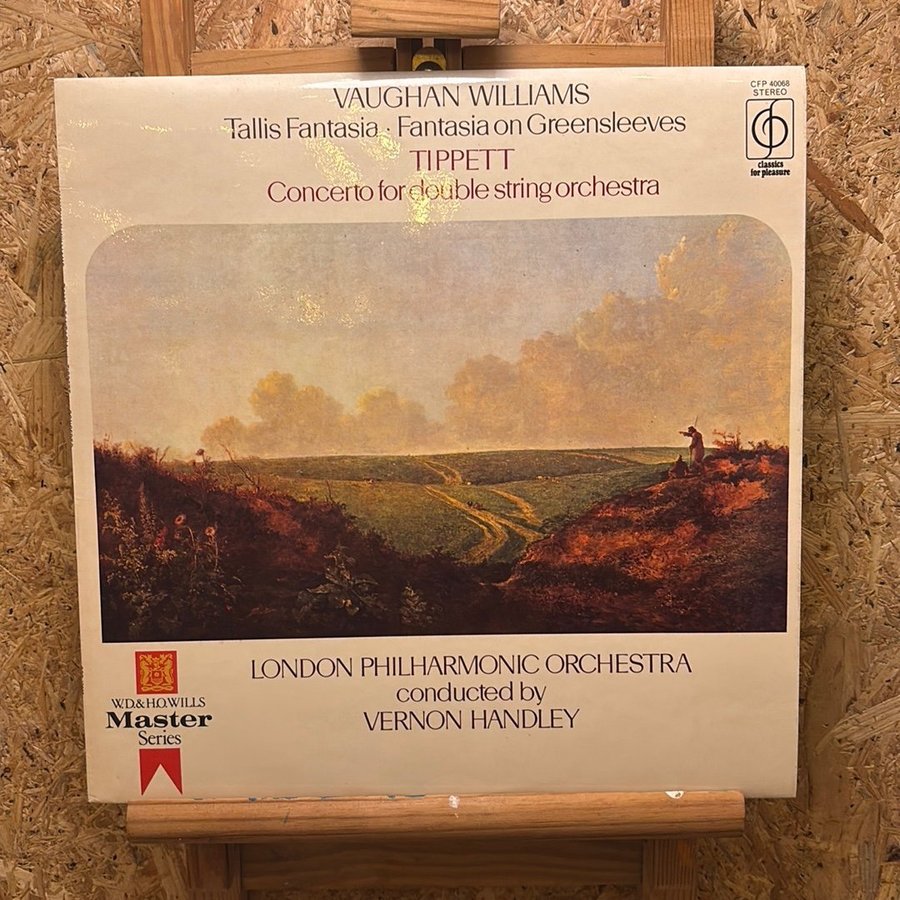 VAUGHAN WILLIAMS
Tallis Fantasia · Fantasia on Greensleeves
TIPPETT
Concerto for double string orchestra
CFP 40068
STEREO
classics
for pleasure
LONDON PHILHARMONIC ORCHESTRA
conducted by
VERNON HANDLEY
W.D.&H.O.WILLS
Master
Series